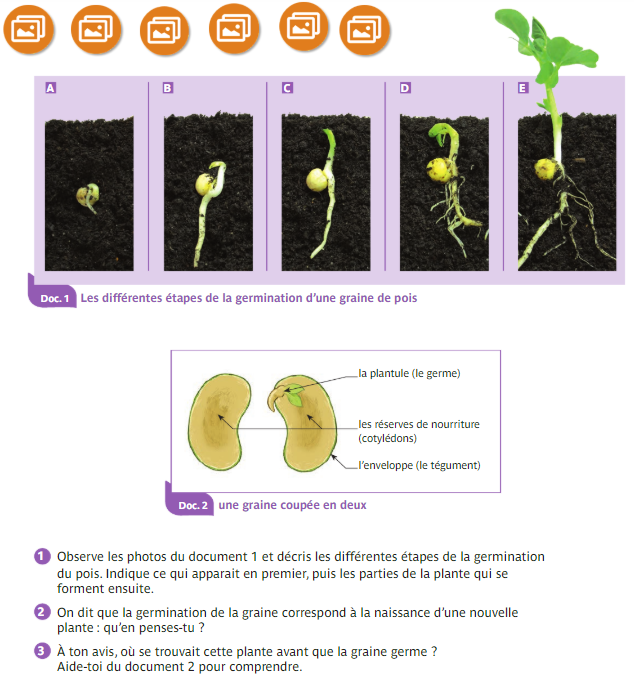 A B C D E
Doc. 1 Les différentes étapes de la germination d'une graine de pois
la plantule (le germe)
les réserves de nourriture
(cotylédons)
l'enveloppe (le tégument)
Doc. 2 une graine coupée en deux
1 Observe les photos du document 1 et décris les différentes étapes de la germination
du pois. Indique ce qui apparait en premier, puis les parties de la plante qui se
forment ensuite.
2 On dit que la germination de la graine correspond à la naissance d'une nouvelle
plante : qu'en penses-tu ?
3 À ton avis, où se trouvait cette plante avant que la graine germe ?
Aide-toi du document 2 pour comprendre.